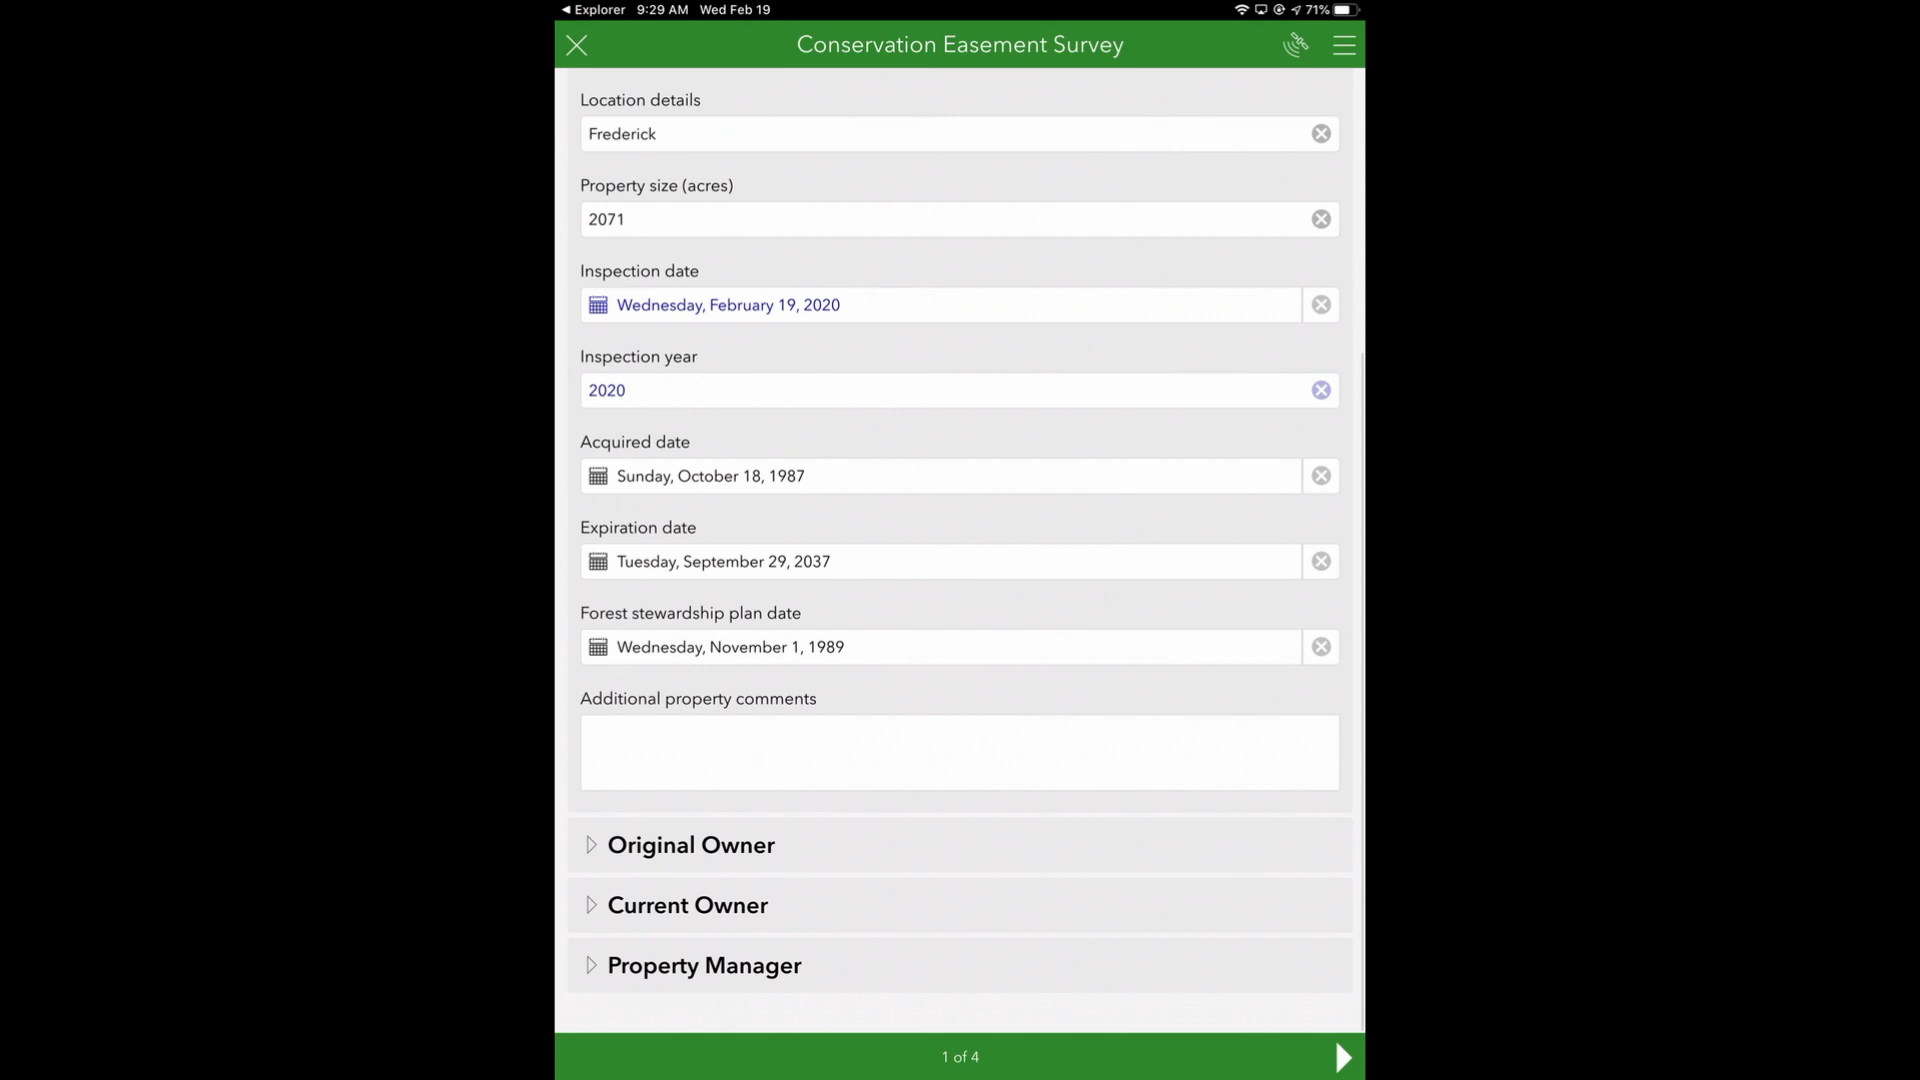 Explorer 9:29 AM Wed Feb 19 71%
Conservation Easement Survey
Location details
Frederick
Property size (acres)
2071
Inspection date
Wednesday, February 19, 2020
Inspection year
2020
Acquired date
Sunday, October 18, 1987
Expiration date
Tuesday, September 29, 2037
Forest stewardship plan date
Wednesday, November 1, 1989
Additional property comments
Original Owner
Current Owner
Property Manager
1 of 4